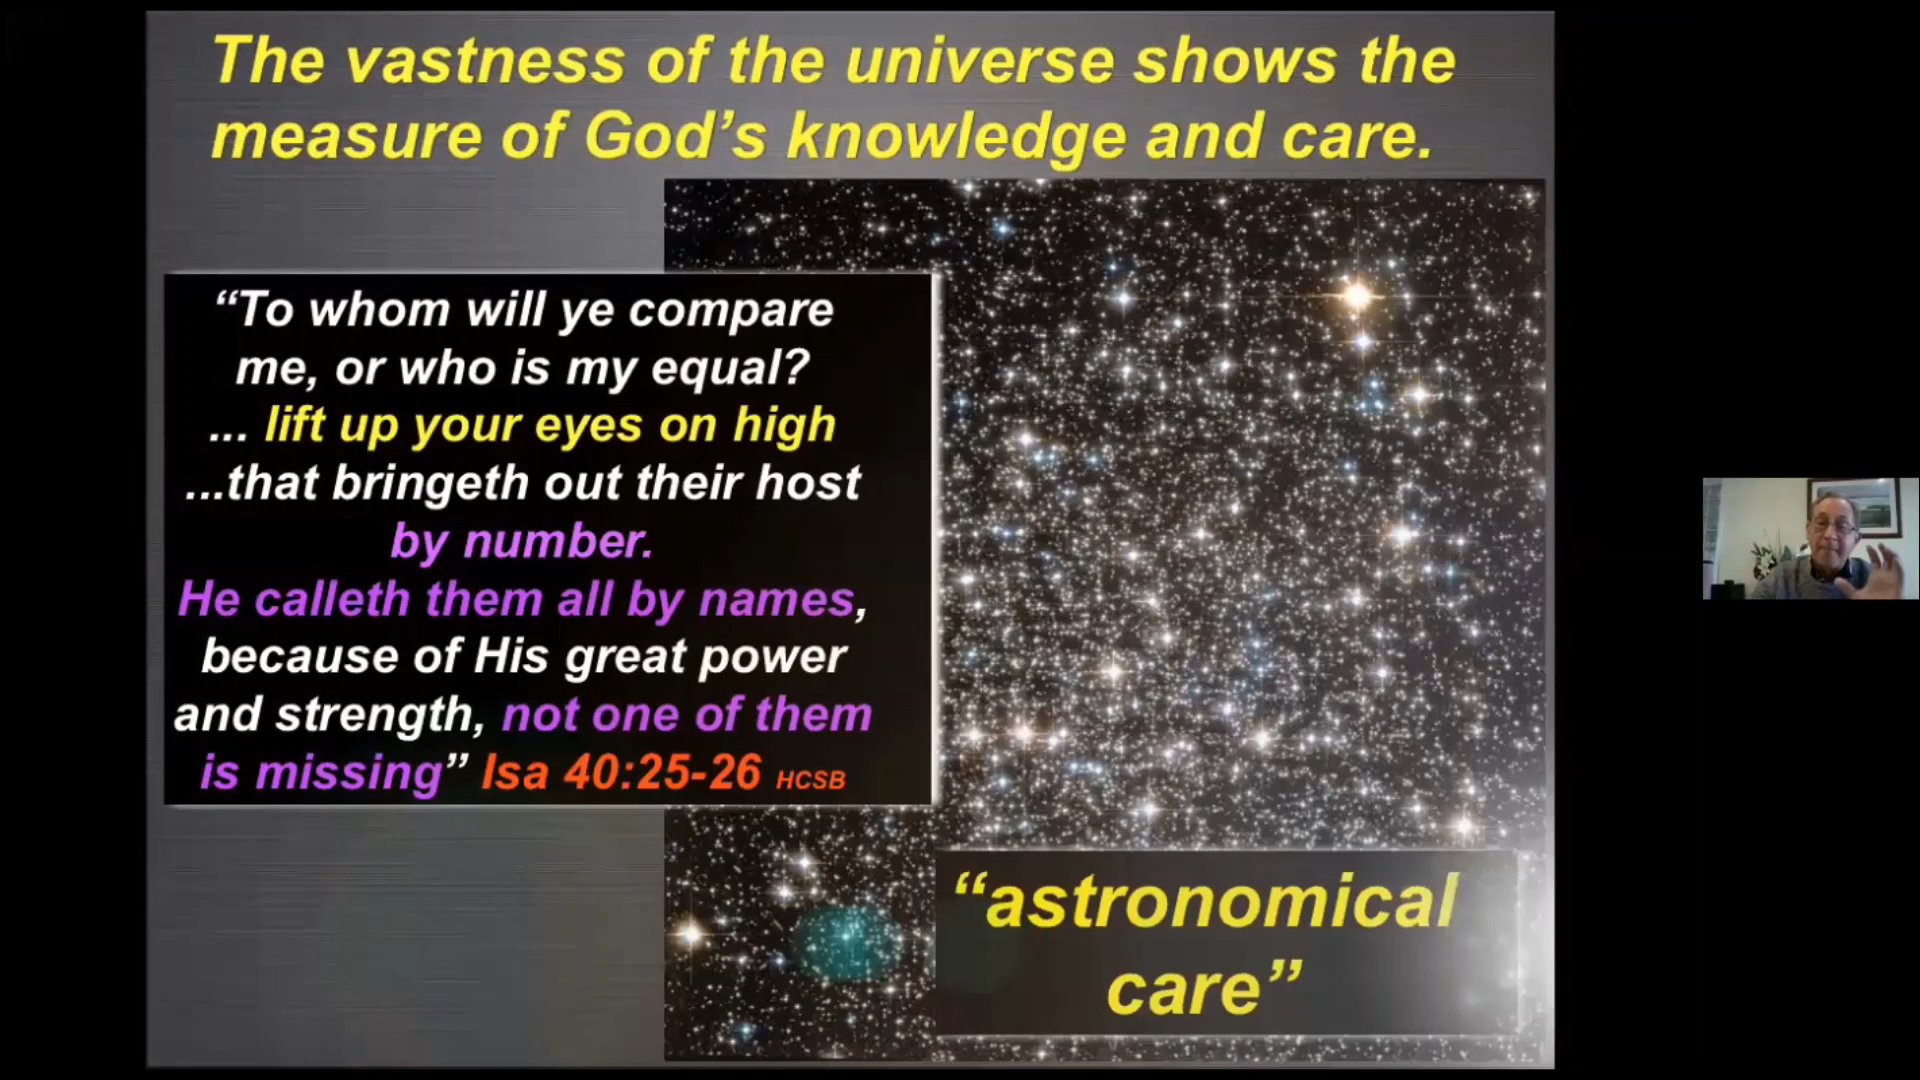 The vastness of the universe shows the
measure of God’s knowledge and care.
“To whom will ye compare
me, or who is my equal?
... lift up your eyes on high
...that bringeth out their host
by number.
He calleth them all by names,
because of His great power
and strength, not one of them
is missing” Isa 40:25-26 HCSB
“astronomical
care”